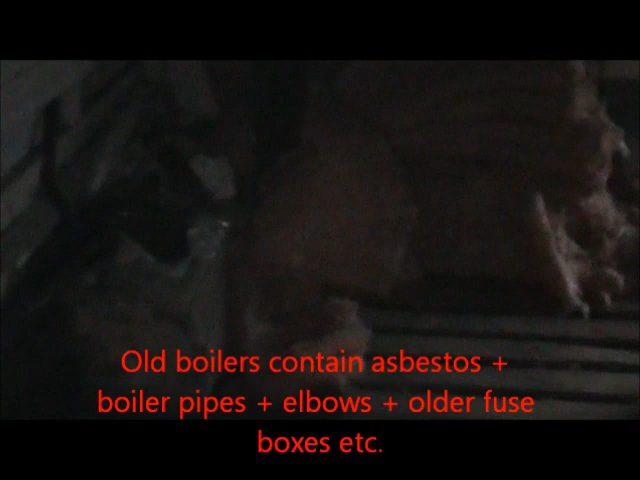 Old boilers contain asbestos +
boiler pipes + elbows + older fuse
boxes etc.